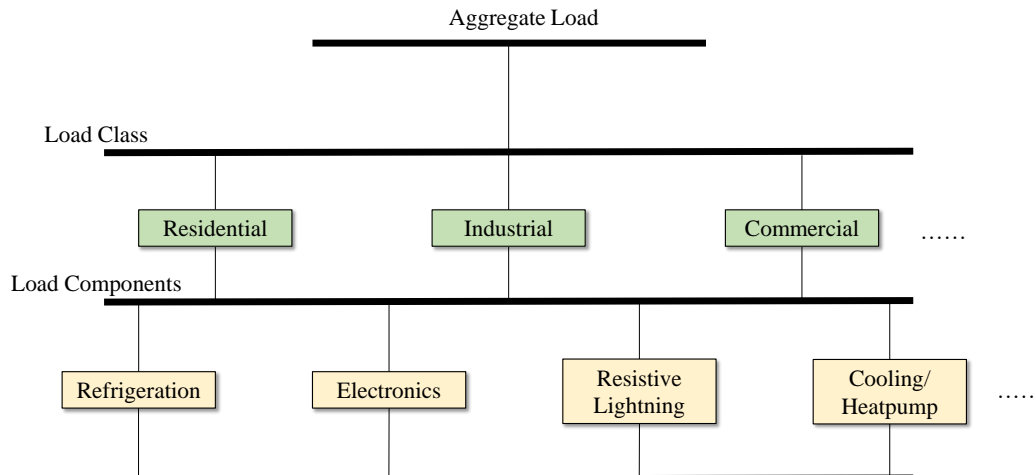 Aggregate Load
Load Class
Residential
Industrial
Commercial
......
Load Components
Refrigeration
Electronics
Resistive
Lightning
Cooling/
Heatpump
.....